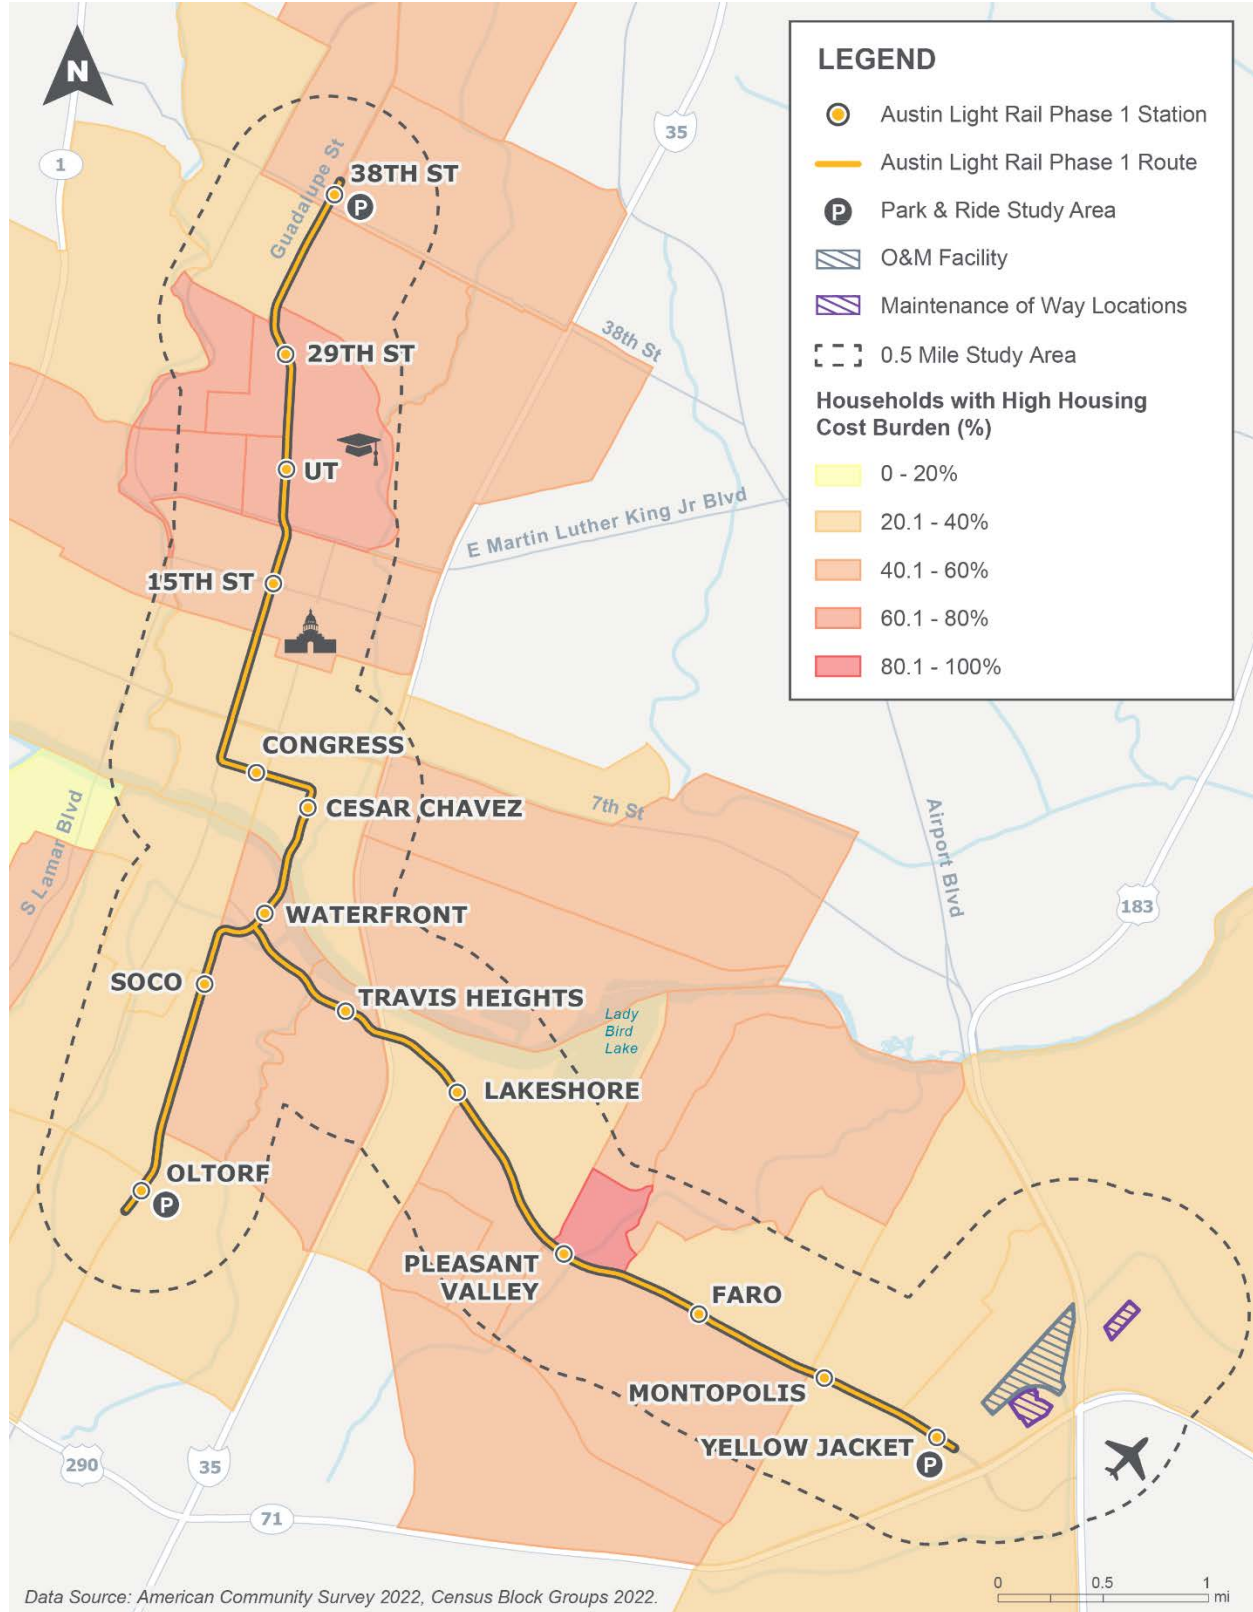 N
1
35
38TH ST
P
Guadalupe St
38th St
29TH ST
UT
E Martin Luther King Jr Blvd
15TH ST
CONGRESS
CESAR CHAVEZ
7th St
S Lamar Blvd
Airport Blvd
183
WATERFRONT
SOCO
TRAVIS HEIGHTS
Lady
Bird
Lake
LAKESHORE
OLTORF
P
PLEASANT
VALLEY
FARO
MONTOPOLIS
YELLOW JACKET
P
290
35
71
LEGEND
Austin Light Rail Phase 1 Station
Austin Light Rail Phase 1 Route
P Park & Ride Study Area
O&M Facility
Maintenance of Way Locations
0.5 Mile Study Area
Households with High Housing
Cost Burden (%)
0 - 20%
20.1 - 40%
40.1 - 60%
60.1 - 80%
80.1 - 100%
Data Source: American Community Survey 2022, Census Block Groups 2022.
0 0.5 1
mi